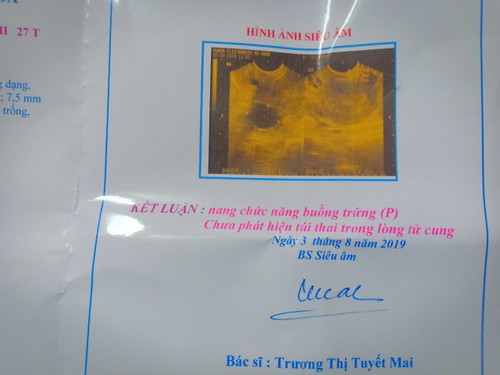 27 T
HÌNH ẢNH SIÊU ÂM
dạng,
; 7,5 mm
trống,
KẾT LUẬN : nang chức năng buồng trứng (P)
Chưa phát hiện túi thai trong lòng tử cung
Ngày 3 tháng 8 năm 2019
BS Siêu âm
Bác sĩ : Trương Thị Tuyết Mai